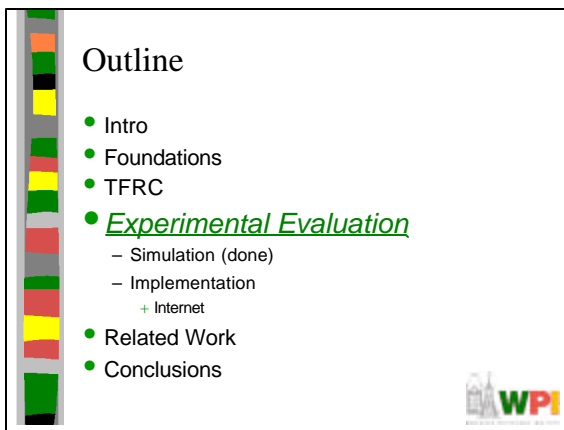 Outline
• Intro
• Foundations
• TFRC
• Experimental Evaluation
– Simulation (done)
– Implementation
+ Internet
• Related Work
• Conclusions
WPI